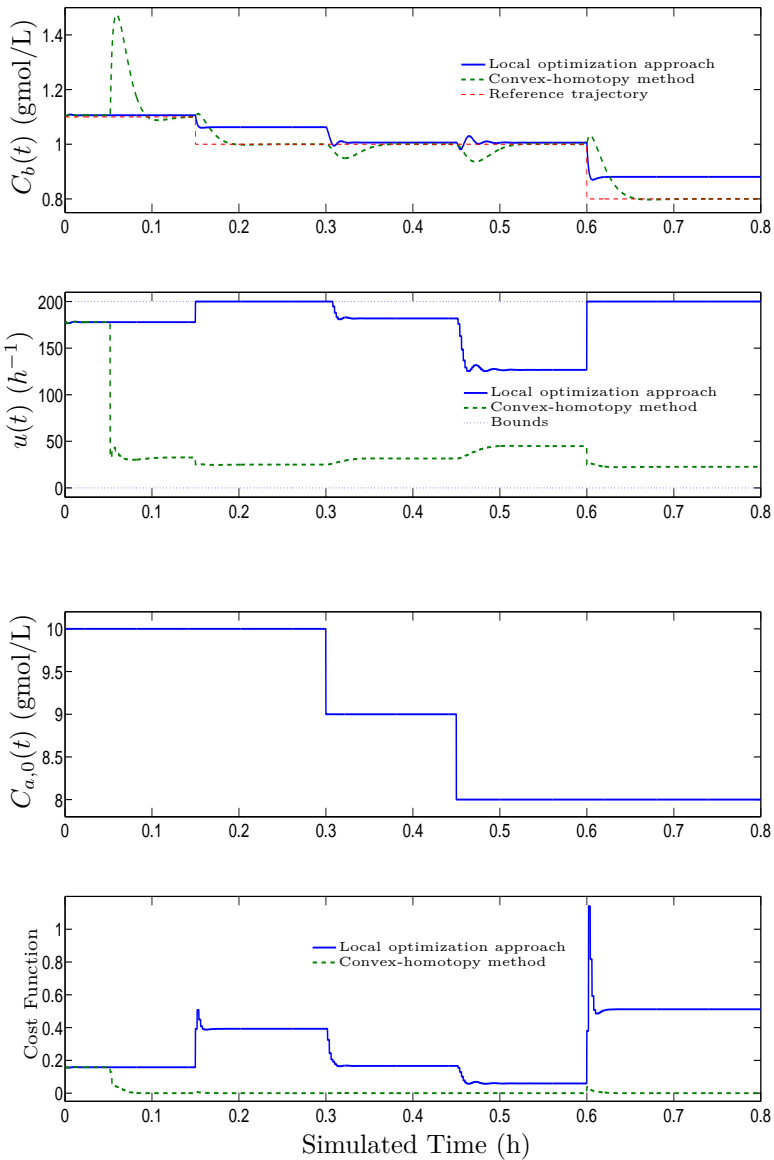 C_b(t) (gmol/L)
1.4
1.2
1.0
0.8
Local optimization approach
Convex-homotopy method
Reference trajectory
0 0.1 0.2 0.3 0.4 0.5 0.6 0.7 0.8
u(t) (h^{-1})
200
150
100
50
0
Local optimization approach
Convex-homotopy method
Bounds
0 0.1 0.2 0.3 0.4 0.5 0.6 0.7 0.8
C_{a,0}(t) (gmol/L)
10
9.5
9
8.5
8
0 0.1 0.2 0.3 0.4 0.5 0.6 0.7 0.8
Cost Function
1
0.8
0.6
0.4
0.2
0
Local optimization approach
Convex-homotopy method
0 0.1 0.2 0.3 0.4 0.5 0.6 0.7 0.8
Simulated Time (h)